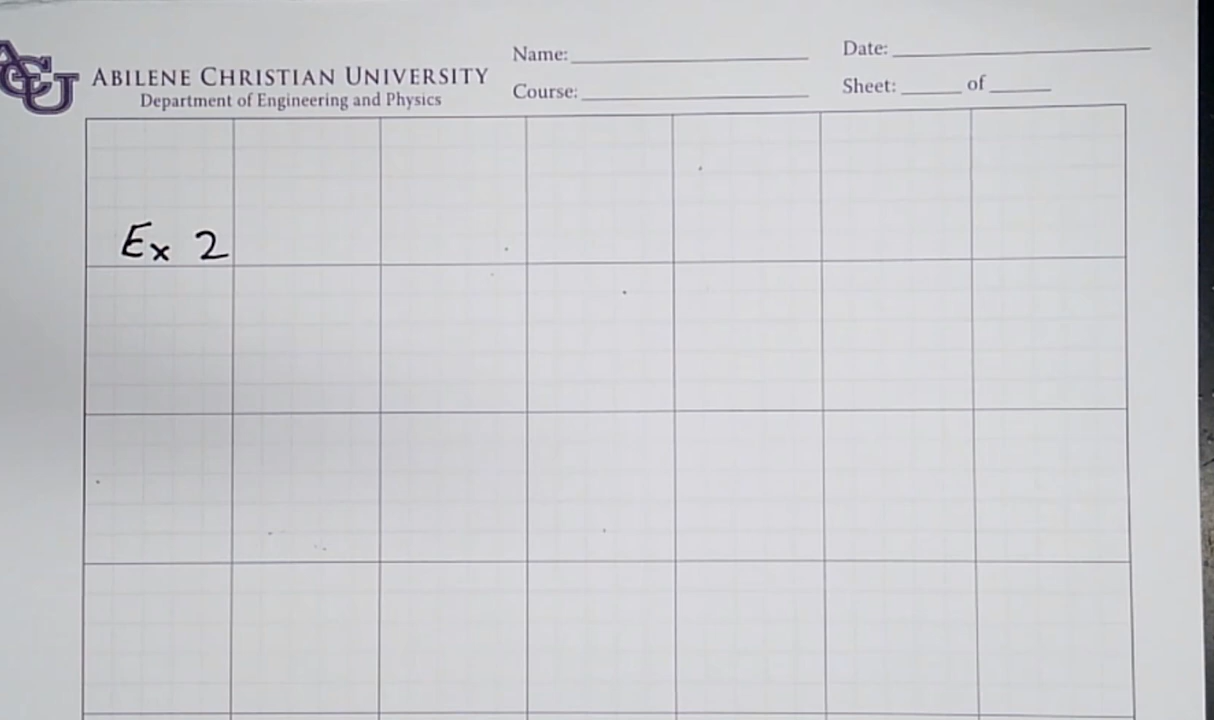 ACU
ABILENE CHRISTIAN UNIVERSITY
Department of Engineering and Physics
Name:
Course:
Date:
Sheet: of
Ex 2